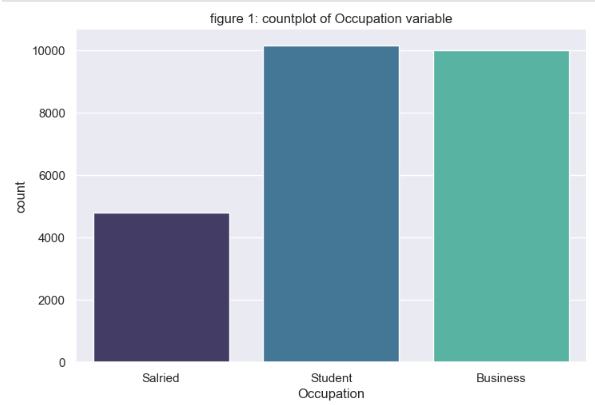 figure 1: countplot of Occupation variable
10000
8000
6000
4000
2000
0
count
Salried
Student
Business
Occupation